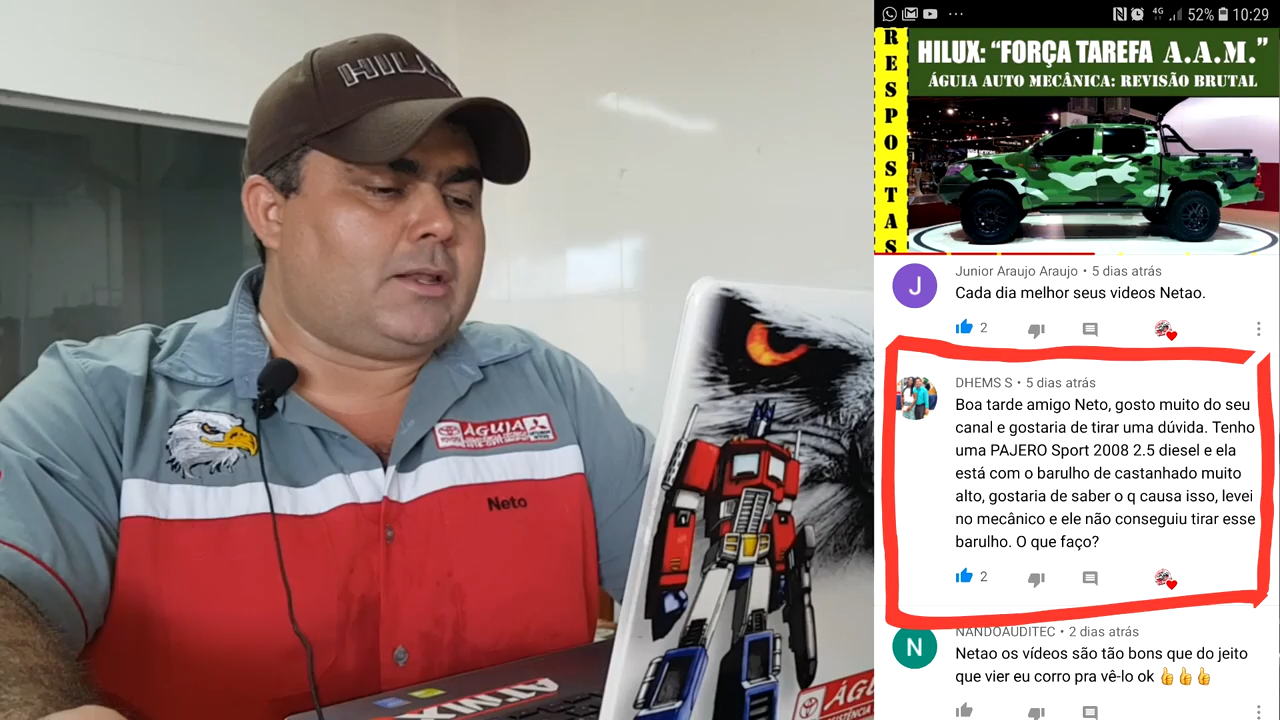 HILU
ÁGUIA
Neto
ATMX
ÁGU
52% 10:29
4G
RESPOSTAS
HILUX: “FORÇA TAREFA A.A.M.”
ÁGUIA AUTO MECÂNICA: REVISÃO BRUTAL
J
Junior Araujo Araujo • 5 dias atrás
Cada dia melhor seus videos Netao.
2
DHEMS S • 5 dias atrás
Boa tarde amigo Neto, gosto muito do seu
canal e gostaria de tirar uma dúvida. Tenho
uma PAJERO Sport 2008 2.5 diesel e ela
está com o barulho de castanhado muito
alto, gostaria de saber o q causa isso, levei
no mecânico e ele não conseguiu tirar esse
barulho. O que faço?
2
N
NANDOAUDITEC • 2 dias atrás
Netao os vídeos são tão bons que do jeito
que vier eu corro pra vê-lo ok 👍👍👍